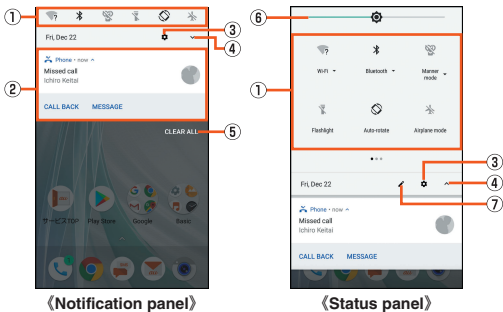 ①
Fri, Dec 22
③
④
Phone • now
Missed call
Ichiro Keitai
②
CALL BACK MESSAGE
CLEAR ALL
⑤
サービスTOP Play Store Google Basic
《Notification panel》
⑥
①
Wi-Fi Bluetooth Manner mode
Flashlight Auto-rotate Airplane mode
③
Fri, Dec 22
④
⑦
Phone • now
Missed call
Ichiro Keitai
CALL BACK MESSAGE
《Status panel》